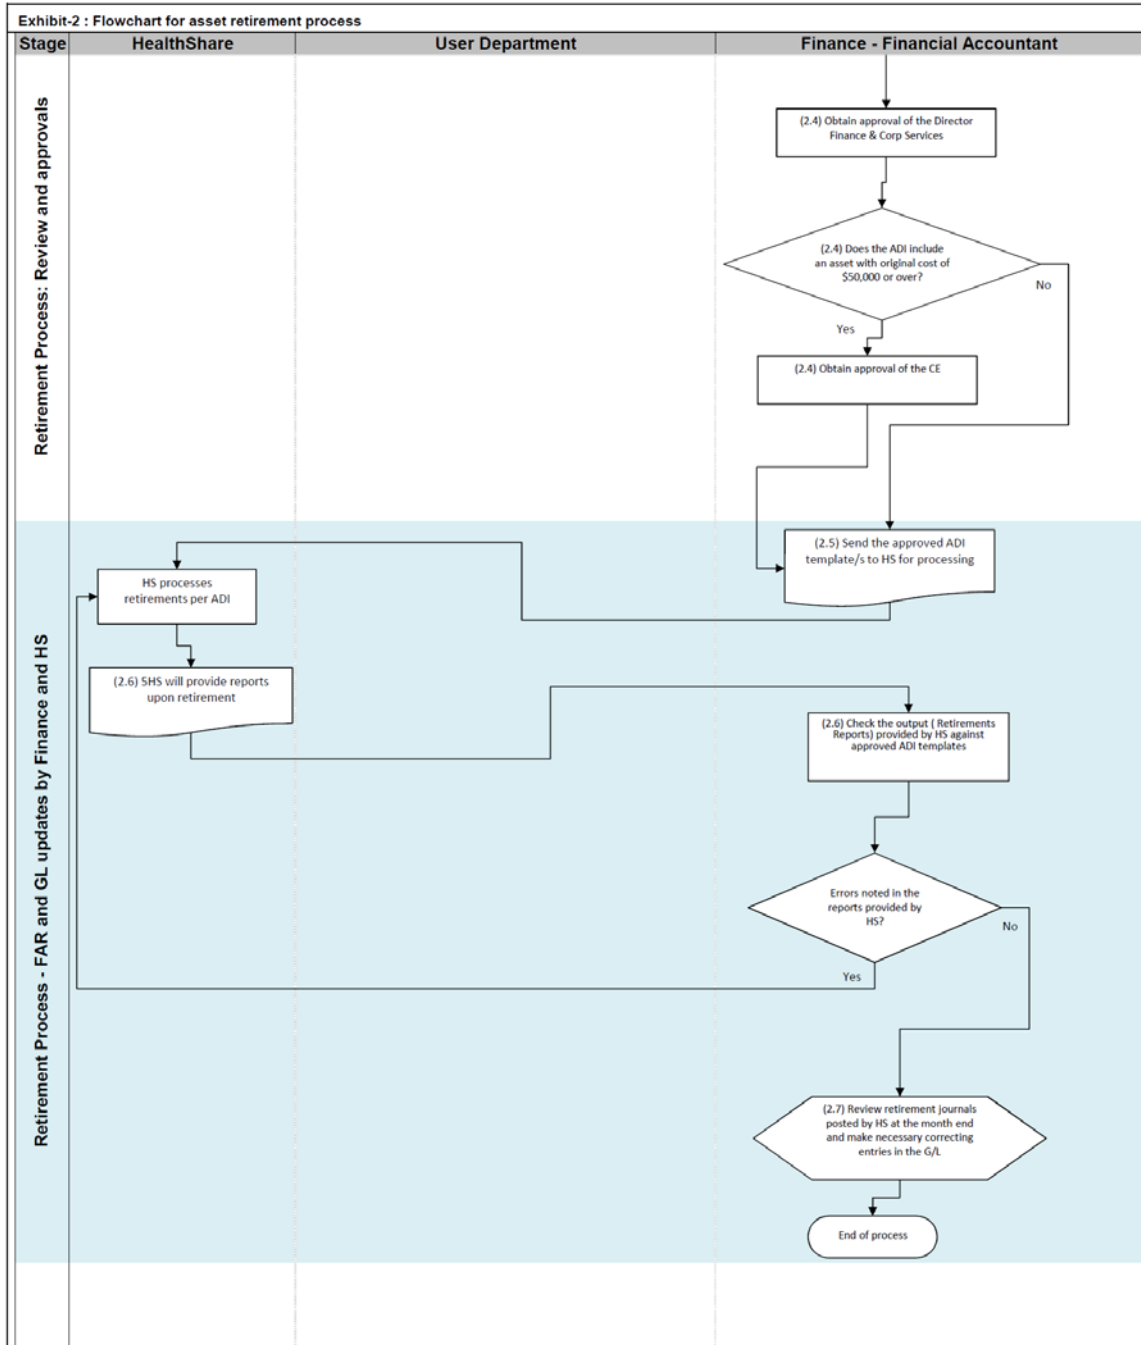 Exhibit-2 : Flowchart for asset retirement process
Stage
HealthShare
User Department
Finance - Financial Accountant
Retirement Process: Review and approvals
(2.4) Obtain approval of the Director
Finance & Corp Services
(2.4) Does the ADI include
an asset with original cost of
$50,000 or over?
No
Yes
(2.4) Obtain approval of the CE
Retirement Process - FAR and GL updates by Finance and HS
(2.5) Send the approved ADI
template/s to HS for processing
HS processes
retirements per ADI
(2.6) SHS will provide reports
upon retirement
(2.6) Check the output ( Retirements
Reports) provided by HS against
approved ADI templates
Errors noted in the
reports provided by
HS?
No
Yes
(2.7) Review retirement journals
posted by HS at the month end
and make necessary correcting
entries in the G/L
End of process